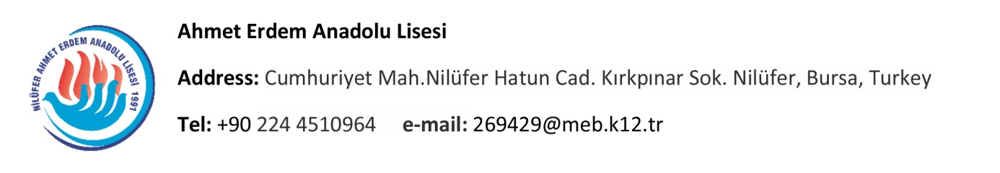 NİLÜFER AHMET ERDEM ANADOLU LİSESİ 1991
Ahmet Erdem Anadolu Lisesi
Address: Cumhuriyet Mah.Nilüfer Hatun Cad. Kırkpınar Sok. Nilüfer, Bursa, Turkey
Tel: +90 224 4510964 e-mail: 269429@meb.k12.tr